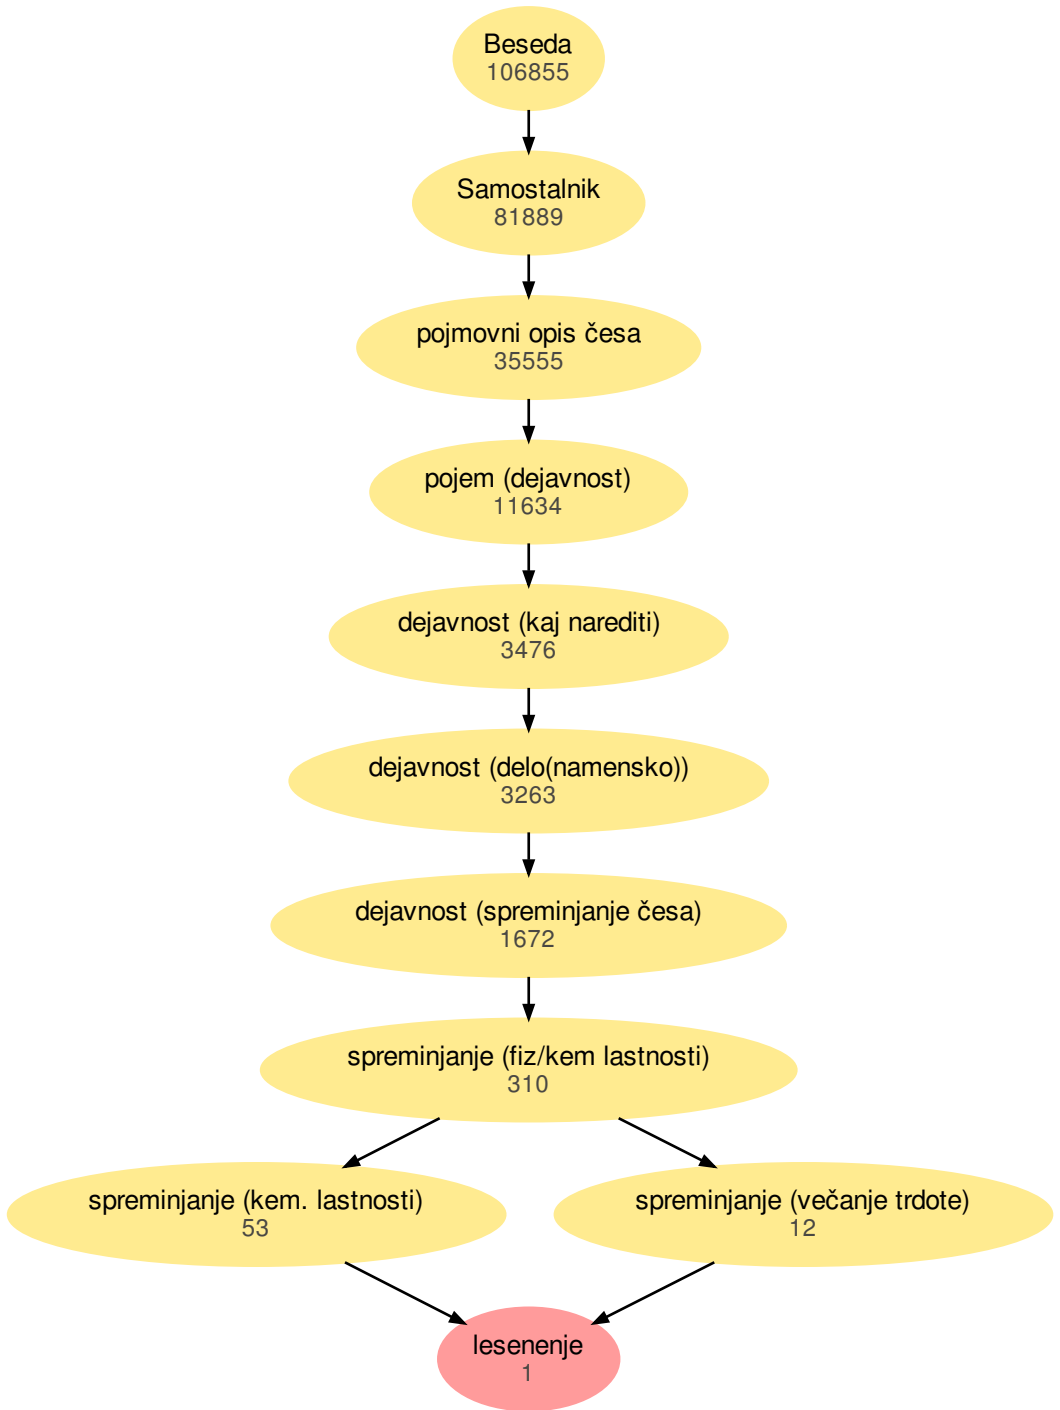 Beseda
106855
Samostalnik
81889
pojmovni opis česa
35555
pojem (dejavnost)
11634
dejavnost (kaj narediti)
3476
dejavnost (delo(namensko))
3263
dejavnost (spreminjanje česa)
1672
spreminjanje (fiz/kem lastnosti)
310
spreminjanje (kem. lastnosti)
53
spreminjanje (večanje trdote)
12
lesenenje
1